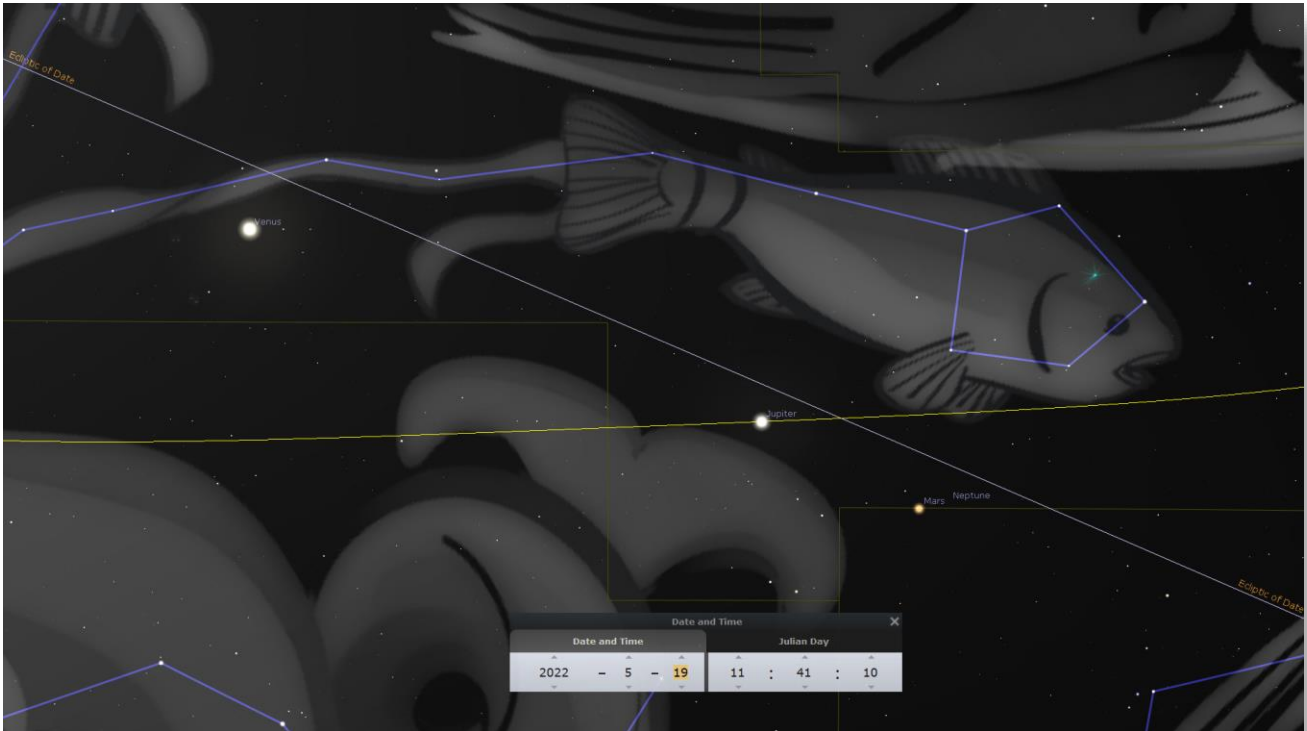 Ecliptic of Date
Venus
Jupiter
Mars
Neptune
Ecliptic of Date
Date and Time
Date and Time
Julian Day
2022 – 5 – 19
11 : 41 : 10